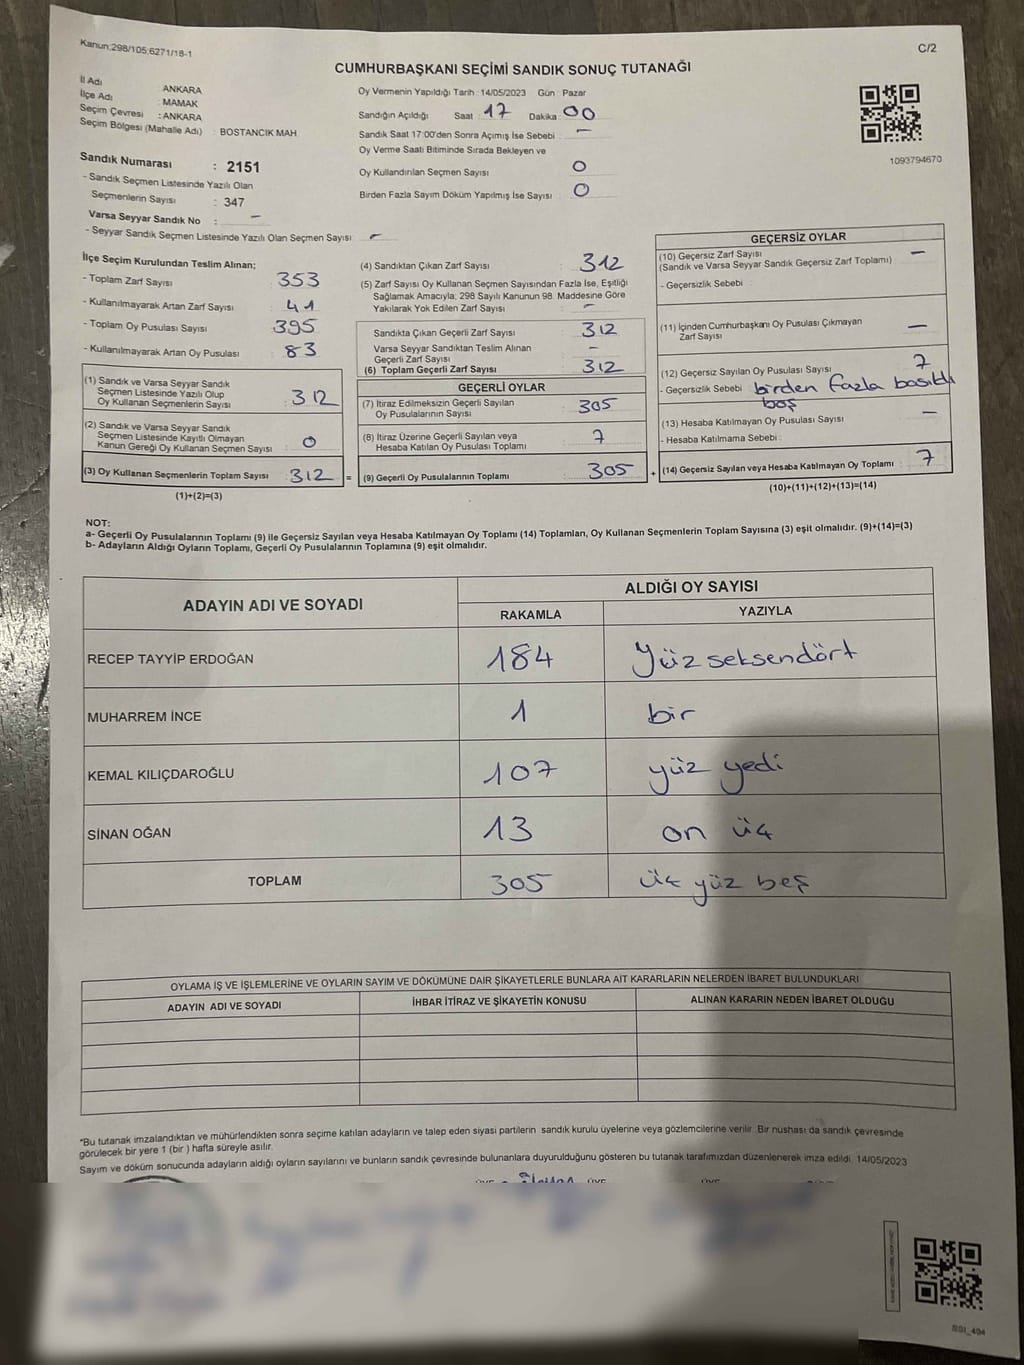 Kanun;298/105;6271/18-1
C/2
CUMHURBAŞKANI SEÇİMİ SANDIK SONUÇ TUTANAĞI
İl Adı : ANKARA
İlçe Adı : MAMAK
Seçim Çevresi : ANKARA
Seçim Bölgesi (Mahalle Adı) : BOSTANCIK MAH
Sandık Numarası : 2151
- Sandık Seçmen Listesinde Yazılı Olan
Seçmenlerin Sayısı : 347
Varsa Seyyar Sandık No : -
- Seyyar Sandık Seçmen Listesinde Yazılı Olan Seçmen Sayısı: -
Oy Vermenin Yapıldığı Tarih : 14/05/2023 Gün : Pazar
Sandığın Açıldığı Saat : 17 Dakika : 00
Sandık Saat 17:00'den Sonra Açımış İse Sebebi : -
Oy Verme Saati Bitiminde Sırada Bekleyen ve
Oy Kullandırılan Seçmen Sayısı : 0
Birden Fazla Sayım Döküm Yapılmış İse Sayısı : 0
1093794670
İlçe Seçim Kurulundan Teslim Alınan;
- Toplam Zarf Sayısı : 353
- Kullanılmayarak Artan Zarf Sayısı : 41
- Toplam Oy Pusulası Sayısı : 395
- Kullanılmayarak Artan Oy Pusulası : 83
(1) Sandık ve Varsa Seyyar Sandık
Seçmen Listesinde Yazılı Olup
Oy Kullanan Seçmenlerin Sayısı : 312
(2) Sandık ve Varsa Seyyar Sandık
Seçmen Listesinde Kayıtlı Olmayan
Kanun Gereği Oy Kullanan Seçmen Sayısı : 0
(3) Oy Kullanan Seçmenlerin Toplam Sayısı : 312 =
(1)+(2)=(3)
(4) Sandıktan Çıkan Zarf Sayısı : 312
(5) Zarf Sayısı Oy Kullanan Seçmen Sayısından Fazla İse, Eşitliği
Sağlamak Amacıyla; 298 Sayılı Kanunun 98. Maddesine Göre
Yakılarak Yok Edilen Zarf Sayısı : -
Sandıkta Çıkan Geçerli Zarf Sayısı : 312
Varsa Seyyar Sandıktan Teslim Alınan
Geçerli Zarf Sayısı : -
(6) Toplam Geçerli Zarf Sayısı : 312
GEÇERLİ OYLAR
(7) İtiraz Edilmeksizin Geçerli Sayılan
Oy Pusulalarının Sayısı : 305
(8) İtiraz Üzerine Geçerli Sayılan veya
Hesaba Katılan Oy Pusulası Toplamı : 7
(9) Geçerli Oy Pusulalarının Toplamı : 305 +
GEÇERSİZ OYLAR
(10) Geçersiz Zarf Sayısı
(Sandık ve Varsa Seyyar Sandık Geçersiz Zarf Toplamı) : -
- Geçersizlik Sebebi :
(11) İçinden Cumhurbaşkanı Oy Pusulası Çıkmayan
Zarf Sayısı : -
(12) Geçersiz Sayılan Oy Pusulası Sayısı : 7
- Geçersizlik Sebebi : birden fazla basıldı
boş
(13) Hesaba Katılmayan Oy Pusulası Sayısı : -
- Hesaba Katılmama Sebebi :
(14) Geçersiz Sayılan veya Hesaba Katılmayan Oy Toplamı : 7
(10)+(11)+(12)+(13)=(14)
NOT:
a- Geçerli Oy Pusulalarının Toplamı (9) ile Geçersiz Sayılan veya Hesaba Katılmayan Oy Toplamı (14) Toplamları, Oy Kullanan Seçmenlerin Toplam Sayısına (3) eşit olmalıdır. (9)+(14)=(3)
b- Adayların Aldığı Oyların Toplamı, Geçerli Oy Pusulalarının Toplamına (9) eşit olmalıdır.
ADAYIN ADI VE SOYADI ALDIĞI OY SAYISI
RAKAMLA YAZIYLA
RECEP TAYYİP ERDOĞAN 184 Yüz seksendört
MUHARREM İNCE 1 bir
KEMAL KILIÇDAROĞLU 107 yüz yedi
SİNAN OĞAN 13 on üç
TOPLAM 305 üç yüz beş
OYLAMA İŞ VE İŞLEMLERİNE VE OYLARIN SAYIM VE DÖKÜMÜNE DAİR ŞİKAYETLERLE BUNLARA AİT KARARLARIN NELERDEN İBARET BULUNDUKLARI
ADAYIN ADI VE SOYADI İHBAR İTİRAZ VE ŞİKAYETİN KONUSU ALINAN KARARIN NEDEN İBARET OLDUĞU
*Bu tutanak imzalandıktan ve mühürlendikten sonra seçime katılan adayların ve talep eden siyasi partilerin sandık kurulu üyelerine veya gözlemcilerine verilir. Bir nushası da sandık çevresinde
görülecek bir yere 1 (bir ) hafta süreyle asılır.
Sayım ve döküm sonucunda adayların aldığı oyların sayılarını ve bunların sandık çevresinde bulunanlara duyurulduğunu gösteren bu tutanak tarafımızdan düzenlenerek imza edildi. 14/05/2023